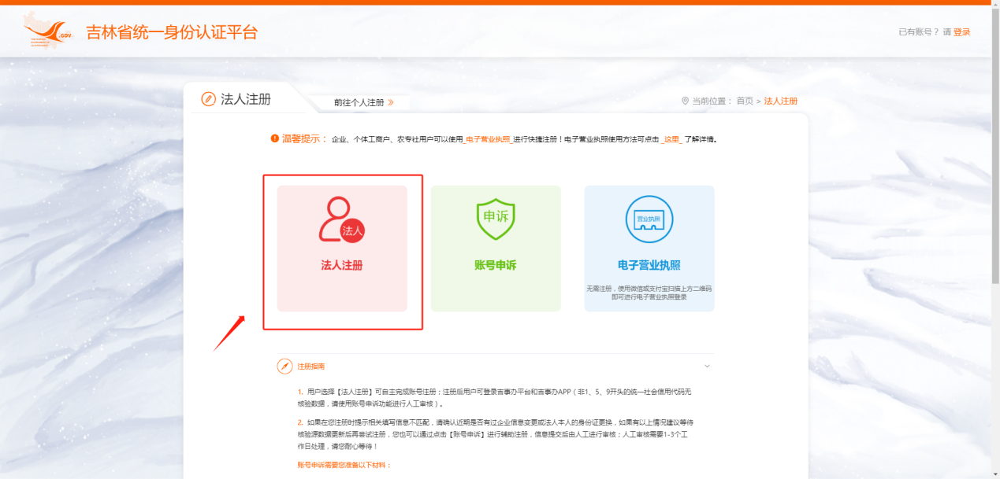 .GOV
吉林省统一身份认证平台
已有账号？请 登录
法人注册
前往个人注册 »
当前位置： 首页 > 法人注册
温馨提示： 企业、个体工商户、农专社用户可以使用 电子营业执照 进行快捷注册！电子营业执照使用方法可点击 这里 了解详情。
法人
法人注册
申诉
账号申诉
营业执照
电子营业执照
无需注册，使用微信或支付宝扫描上方二维码
即可进行电子营业执照登录
注册指南
1. 用户选择【法人注册】可自主完成账号注册；注册后用户可登录吉事办平台和吉事办APP（非1、5、9开头的统一社会信用代码无
核验数据，请使用账号申诉功能进行人工审核）。
2. 如果在您注册时提示相关填写信息不匹配，请确认近期是否有过企业信息变更或法人本人的身份证更换，如果有以上情况建议等待
核验源数据更新后再尝试注册，您也可以通过点击【账号申诉】进行辅助注册，信息提交后由人工进行审核；人工审核需要1-3个工
作日处理，请您耐心等待！
账号申诉需要您准备以下材料：